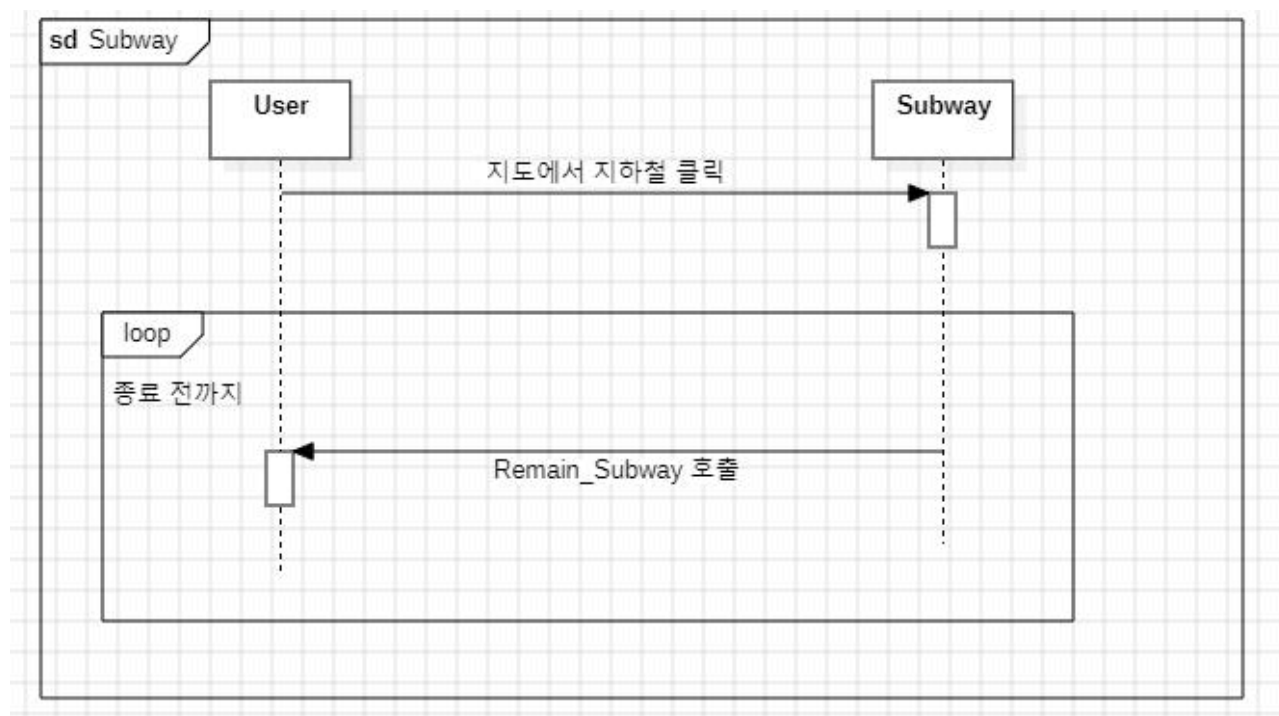 sd Subway
User
Subway
지도에서 지하철 클릭
loop
종료 전까지
Remain_Subway 호출